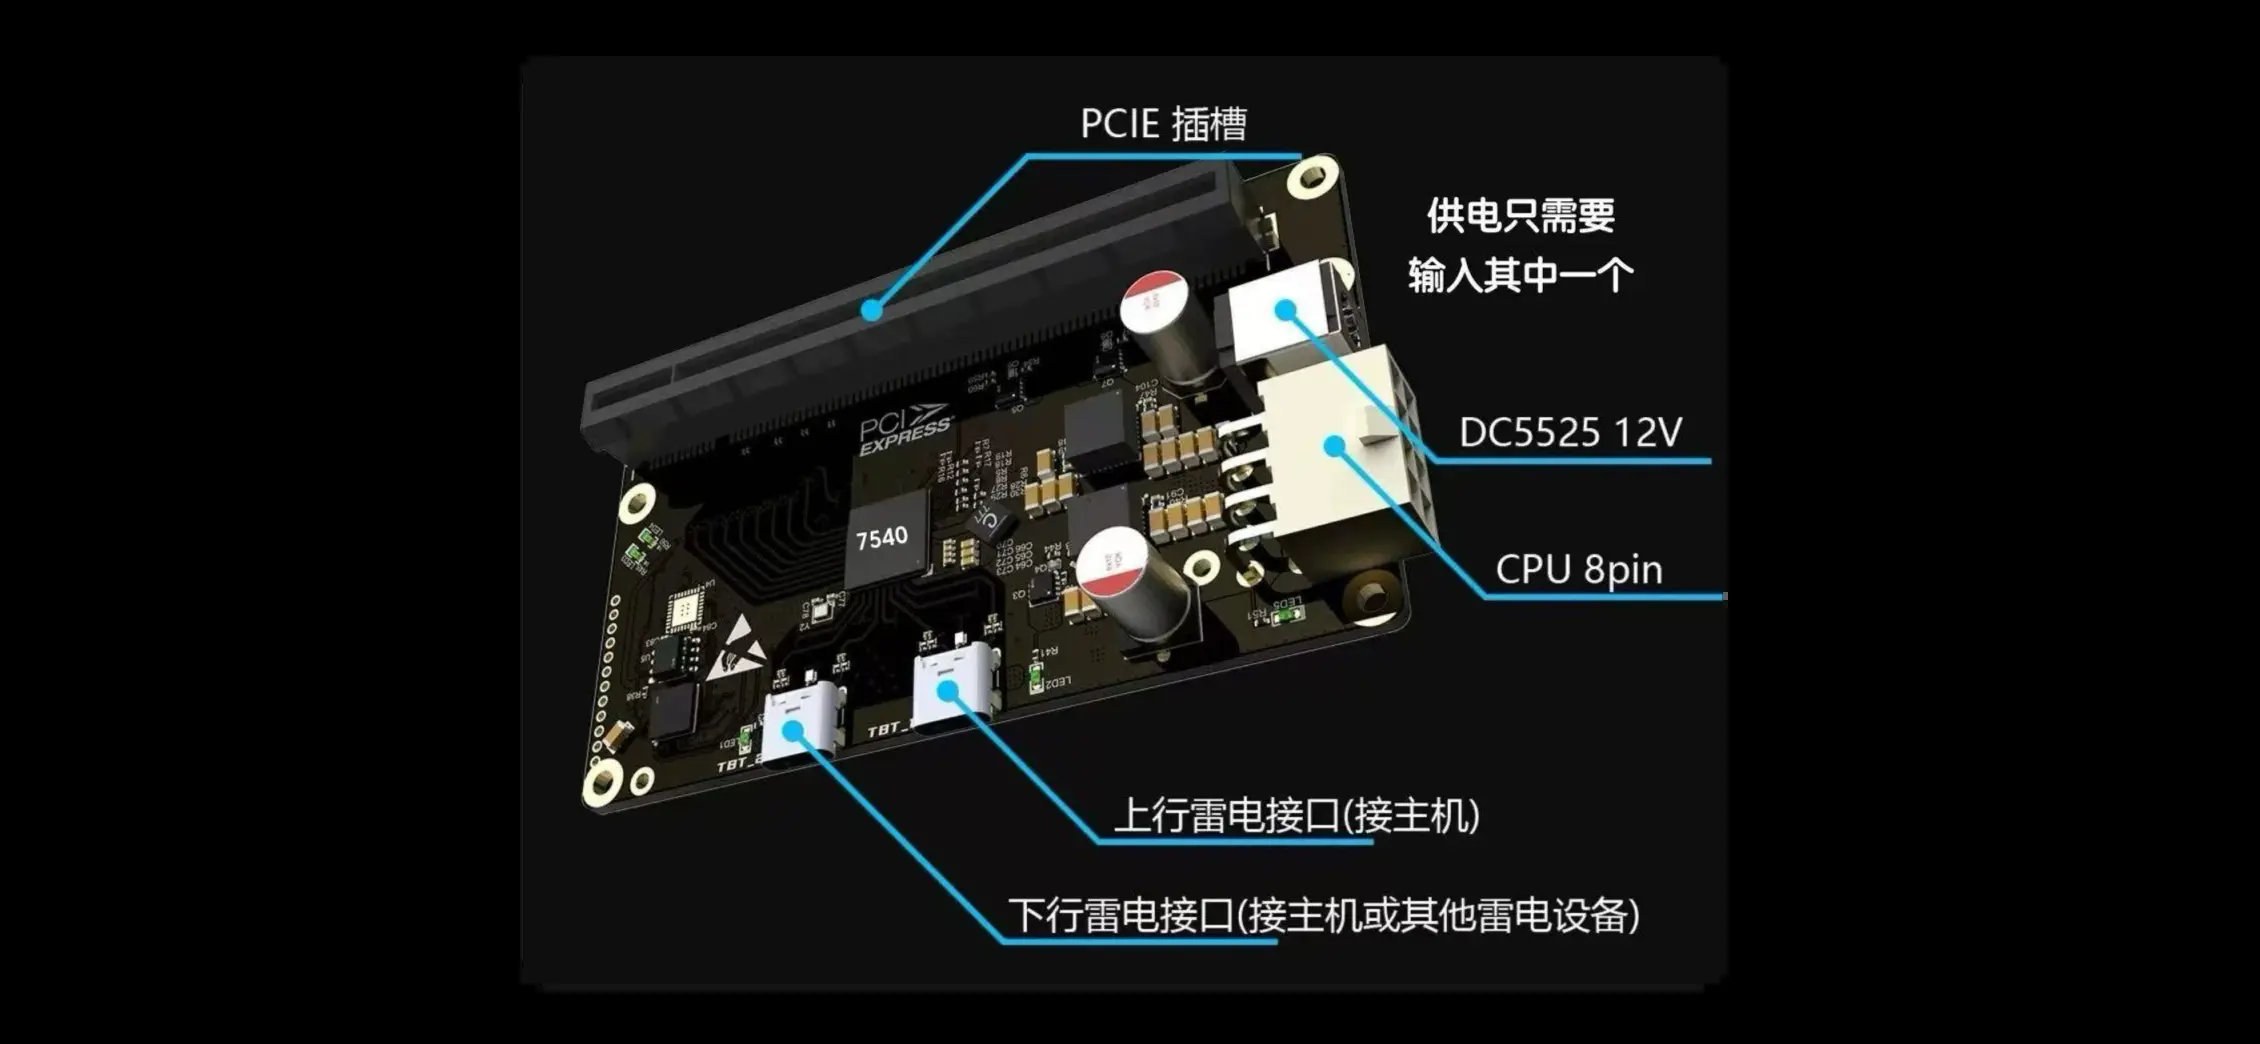 PCIE 插槽
供电只需要
输入其中一个
DC5525 12V
CPU 8pin
PCI
EXPRESS
7540
LED5
R51
R41
LED2
LED1
TBT_
TBT_
上行雷电接口(接主机)
下行雷电接口(接主机或其他雷电设备)